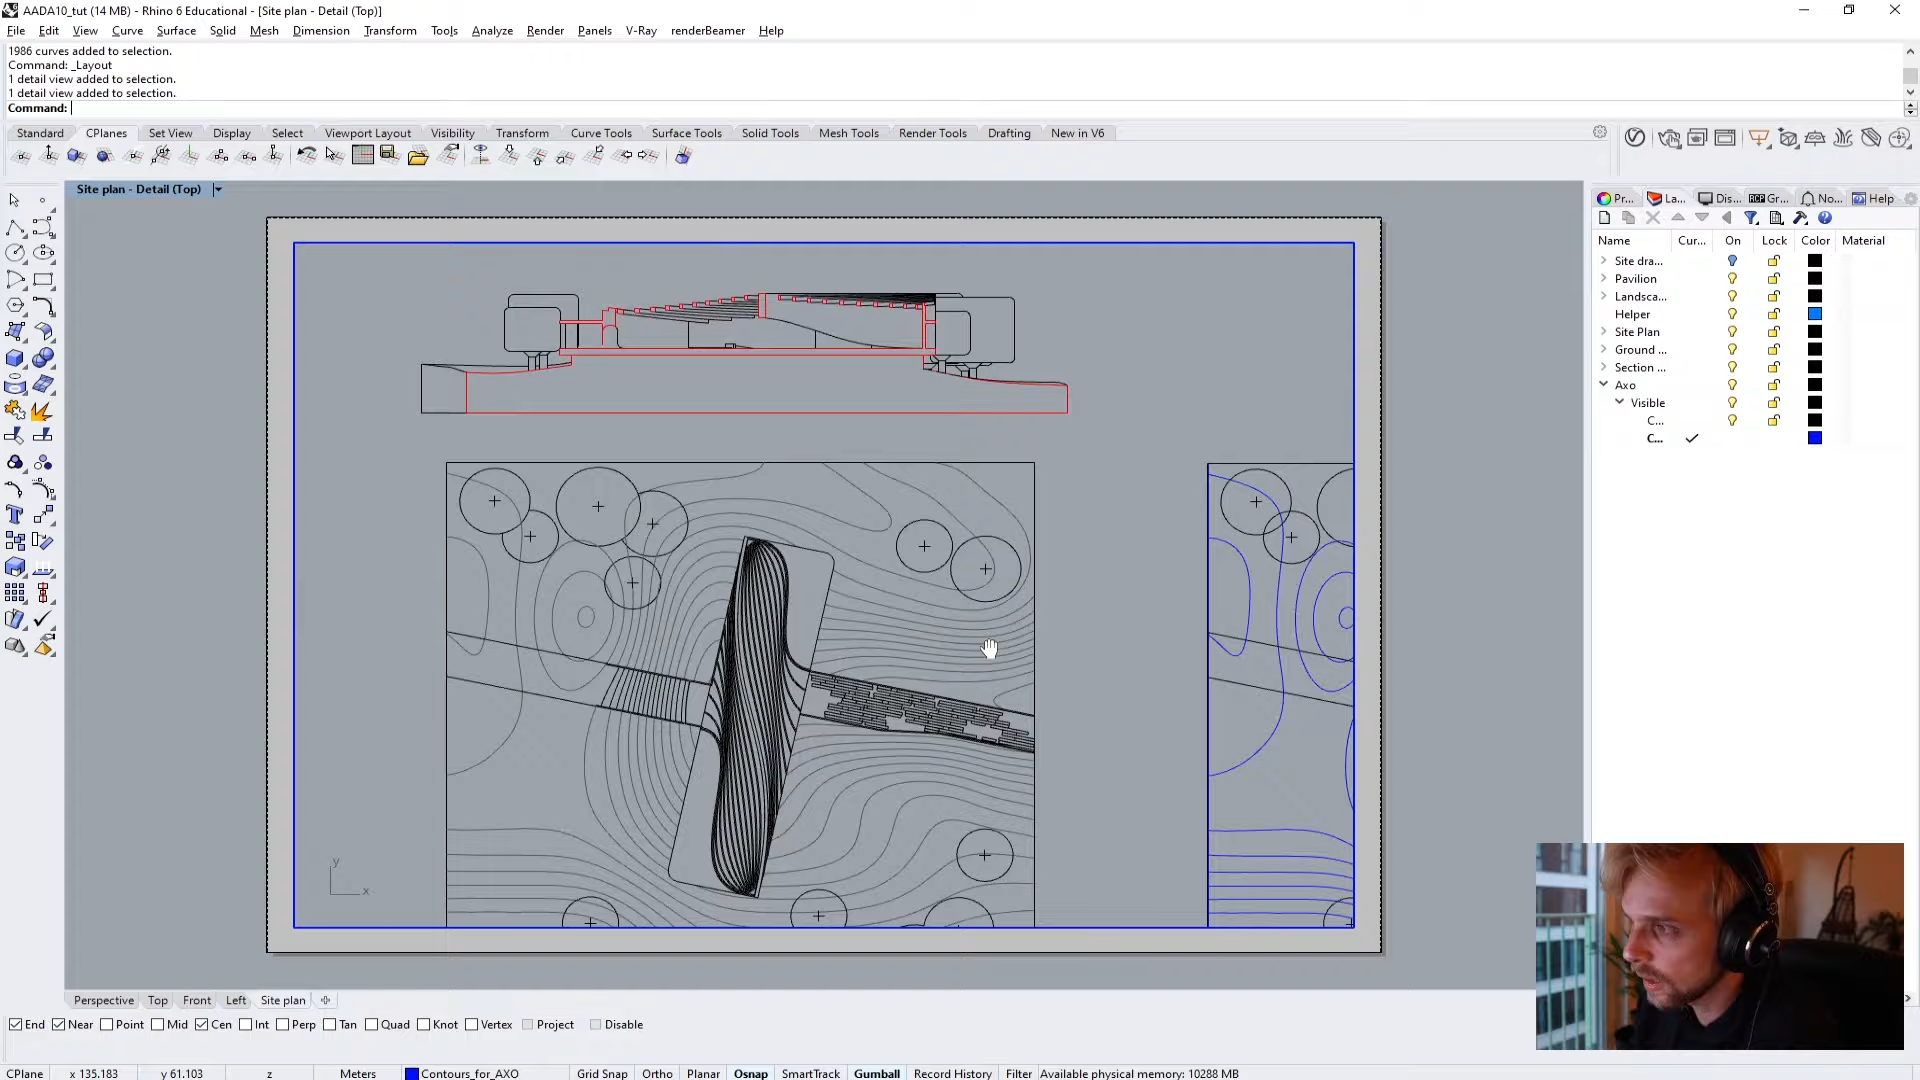 AADA10_tut (14 MB) - Rhino 6 Educational - [Site plan - Detail (Top)]
File Edit View Curve Surface Solid Mesh Dimension Transform Tools Analyze Render Panels V-Ray renderBeamer Help
1986 curves added to selection.
Command: _Layout
1 detail view added to selection.
1 detail view added to selection.
Command:
Standard CPlanes Set View Display Select Viewport Layout Visibility Transform Curve Tools Surface Tools Solid Tools Mesh Tools Render Tools Drafting New in V6
Site plan - Detail (Top)
Pr... La... Dis... Gr... No... Help
Name Cur... On Lock Color Material
Site dra...
Pavilion
Landsca...
Helper
Site Plan
Ground ...
Section ...
Axo
Visible
C...
C...
y
x
Perspective Top Front Left Site plan
End Near Point Mid Cen Int Perp Tan Quad Knot Vertex Project Disable
CPlane x 135.183 y 61.103 z Meters Contours_for_AXO Grid Snap Ortho Planar Osnap SmartTrack Gumball Record History Filter Available physical memory: 10288 MB